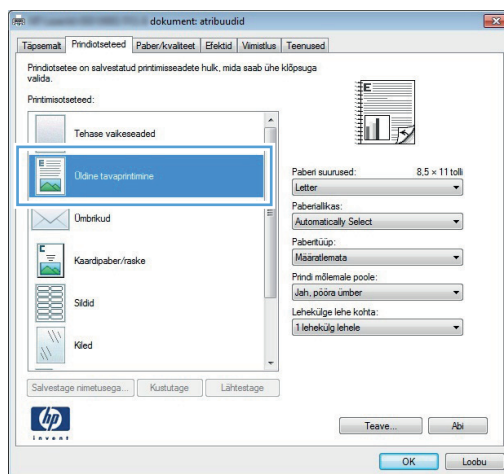 dokument: atribuudid
Täpsemalt Prindiotseteed Paber/kvaliteet Efektid Viimistlus Teenused
Prindiotsetee on salvestatud printimisseadete hulk, mida saab ühe klõpsuga
valida.
Printimisotseteed:
Tehase vaikeseaded
Üldine tavaprintimine
Ümbrikud
Kaardipaber/raske
Sildid
Kiled
E
Paberi suurused: 8,5 × 11 tolli
Letter
Paberiallikas:
Automatically Select
Paberitüüp:
Määratlemata
Prindi mõlemale poole:
Jah, pööra ümber
Lehekülge lehe kohta:
1 lehekülg lehele
Salvestage nimetusega... Kustutage Lähtestage
hp
invent
Teave... Abi
OK Loobu